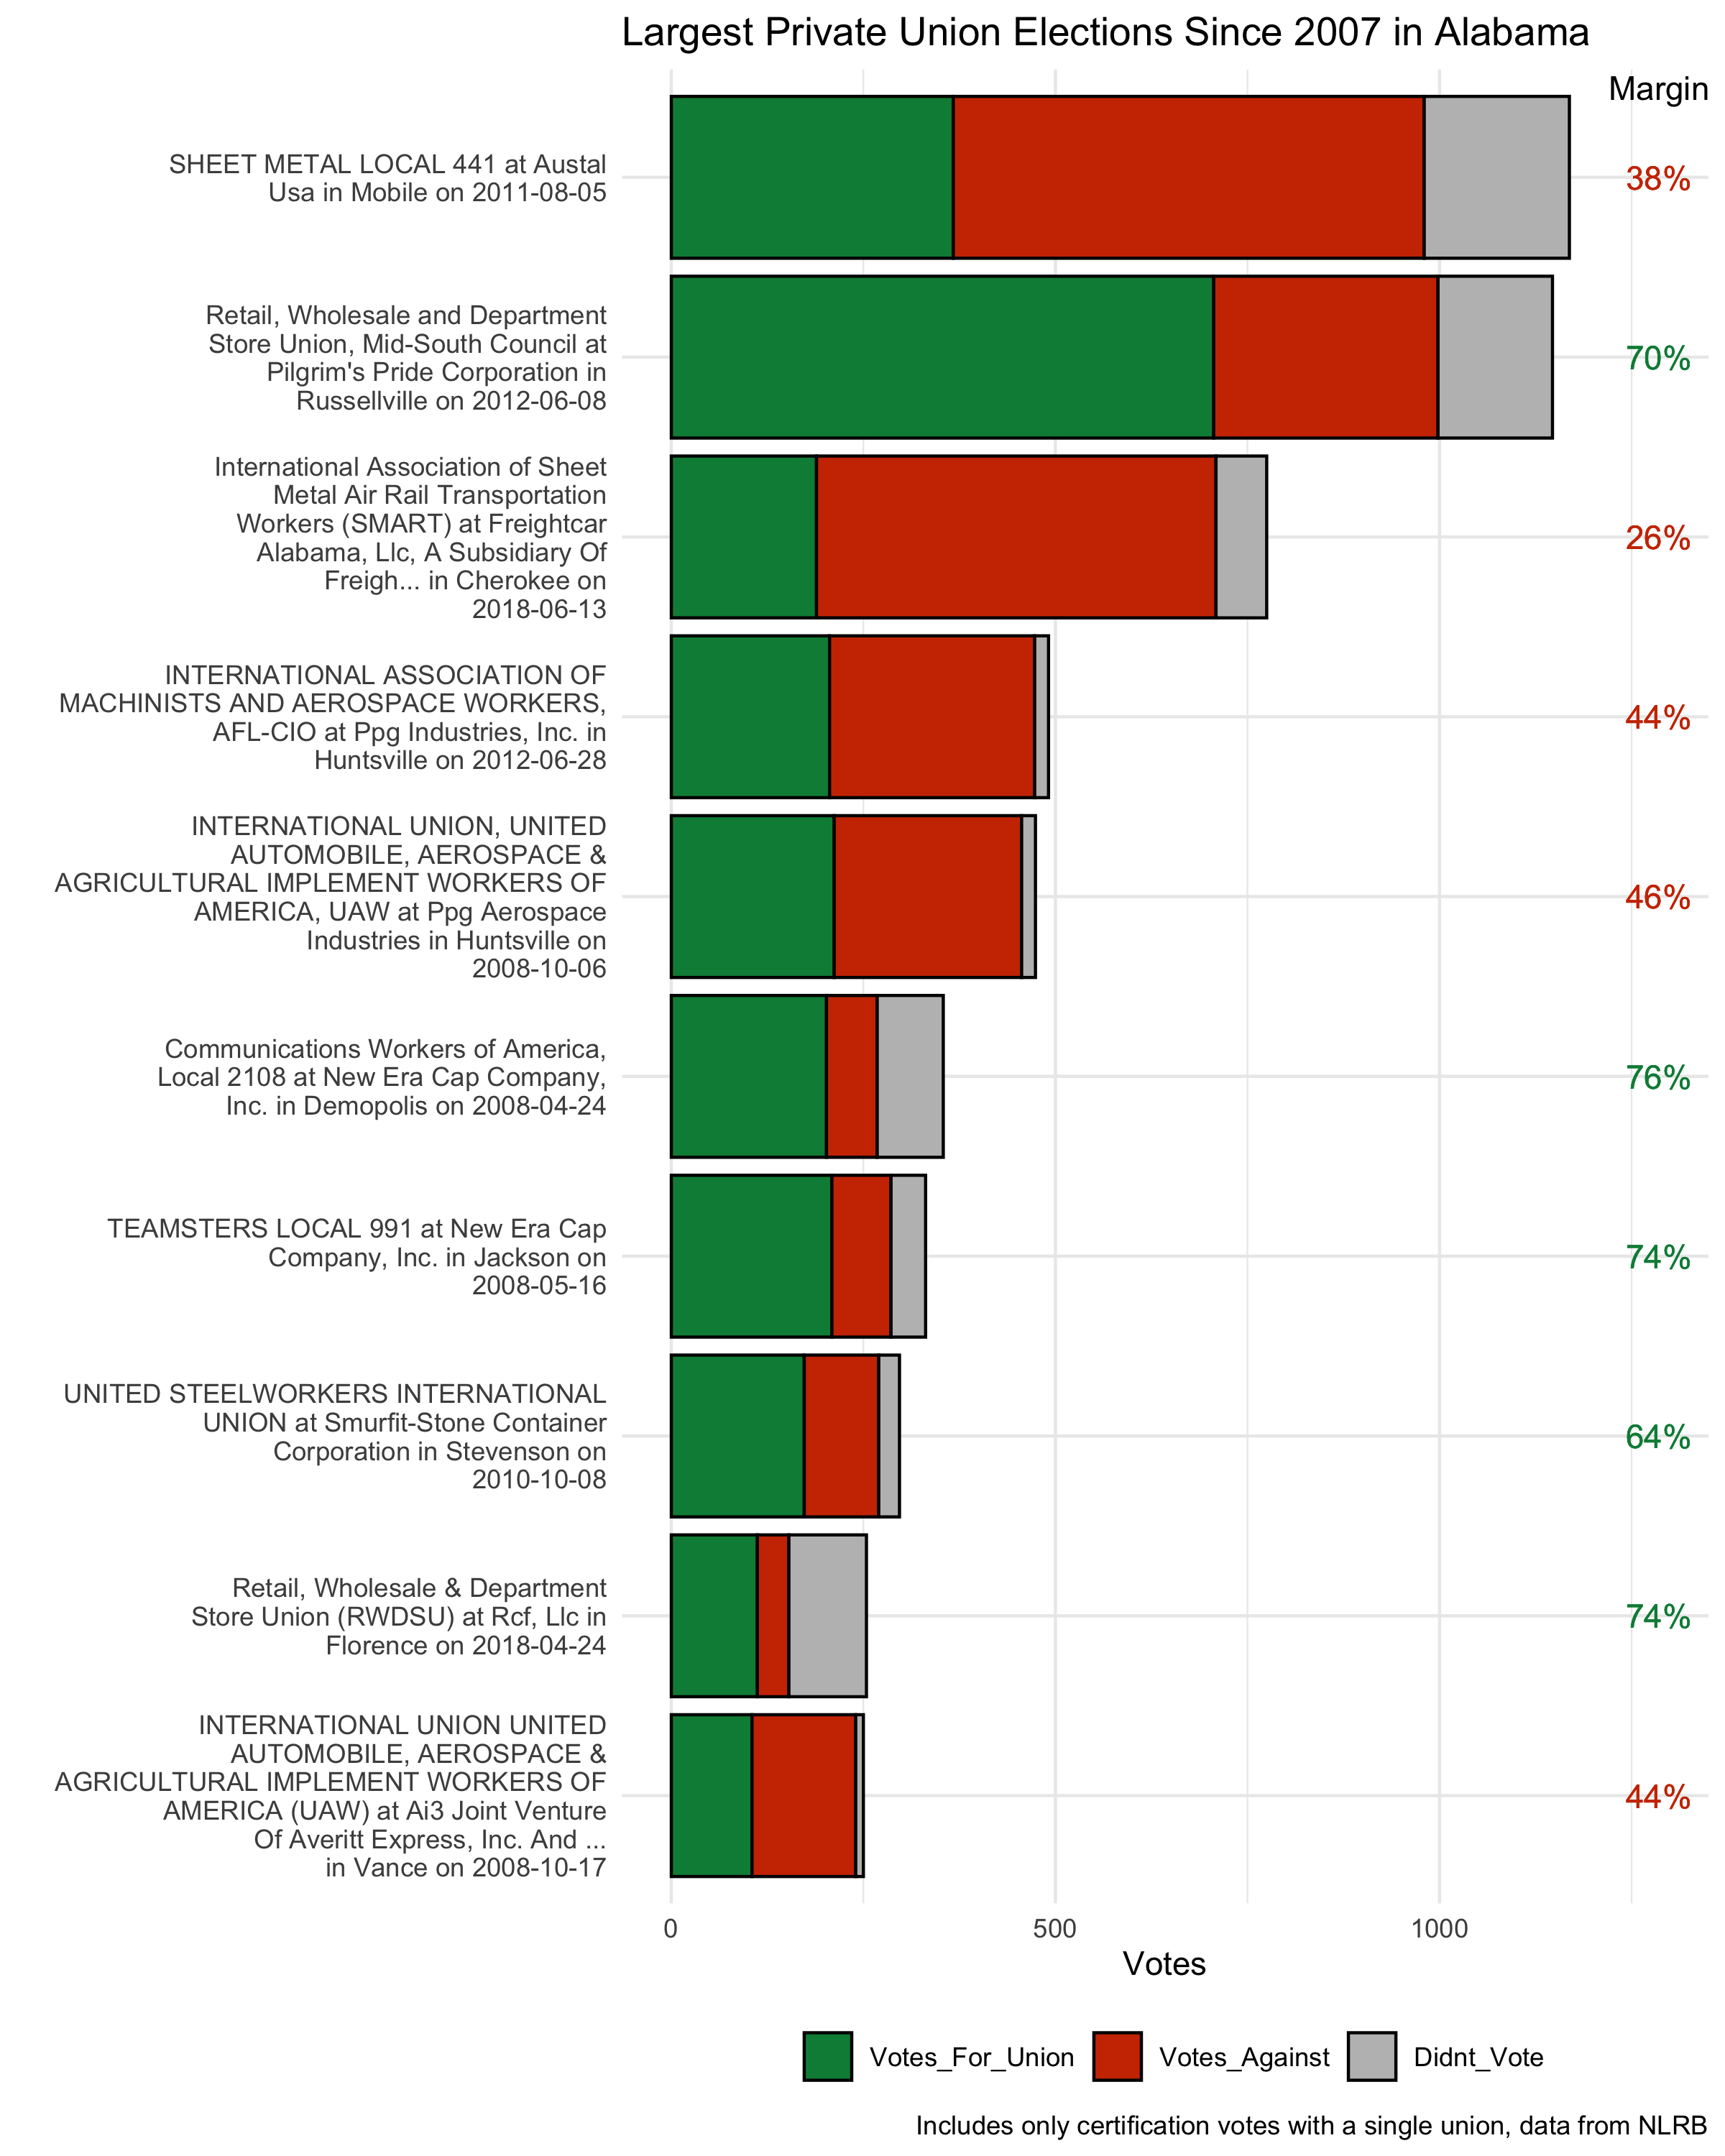 Largest Private Union Elections Since 2007 in Alabama
Margin
SHEET METAL LOCAL 441 at Austal
Usa in Mobile on 2011-08-05
38%
Retail, Wholesale and Department
Store Union, Mid-South Council at
Pilgrim's Pride Corporation in
Russellville on 2012-06-08
70%
International Association of Sheet
Metal Air Rail Transportation
Workers (SMART) at Freightcar
Alabama, Llc, A Subsidiary Of
Freigh... in Cherokee on
2018-06-13
26%
INTERNATIONAL ASSOCIATION OF
MACHINISTS AND AEROSPACE WORKERS,
AFL-CIO at Ppg Industries, Inc. in
Huntsville on 2012-06-28
44%
INTERNATIONAL UNION, UNITED
AUTOMOBILE, AEROSPACE &
AGRICULTURAL IMPLEMENT WORKERS OF
AMERICA, UAW at Ppg Aerospace
Industries in Huntsville on
2008-10-06
46%
Communications Workers of America,
Local 2108 at New Era Cap Company,
Inc. in Demopolis on 2008-04-24
76%
TEAMSTERS LOCAL 991 at New Era Cap
Company, Inc. in Jackson on
2008-05-16
74%
UNITED STEELWORKERS INTERNATIONAL
UNION at Smurfit-Stone Container
Corporation in Stevenson on
2010-10-08
64%
Retail, Wholesale & Department
Store Union (RWDSU) at Rcf, Llc in
Florence on 2018-04-24
74%
INTERNATIONAL UNION UNITED
AUTOMOBILE, AEROSPACE &
AGRICULTURAL IMPLEMENT WORKERS OF
AMERICA (UAW) at Ai3 Joint Venture
Of Averitt Express, Inc. And ...
in Vance on 2008-10-17
44%
0 500 1000
Votes
Votes_For_Union Votes_Against Didnt_Vote
Includes only certification votes with a single union, data from NLRB